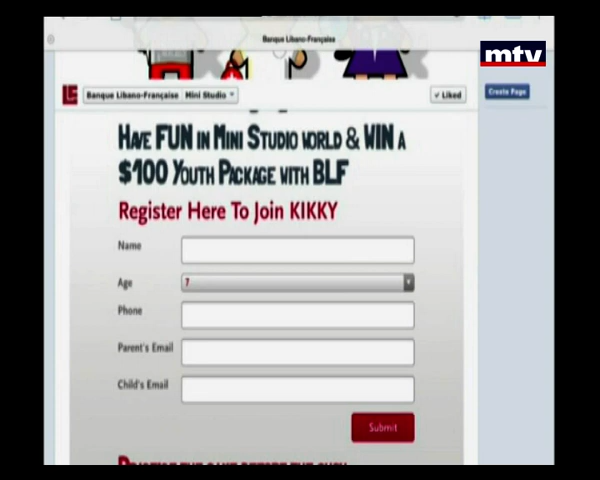 Banque Libano-Française
mtv
Banque Libano-Française Mini Studio
✓ Liked
Create Page
HAVE FUN IN MINI STUDIO WORLD & WIN A
$100 YOUTH PACKAGE WITH BLF
Register Here To Join KIKKY
Name
Age
7
Phone
Parent's Email
Child's Email
Submit